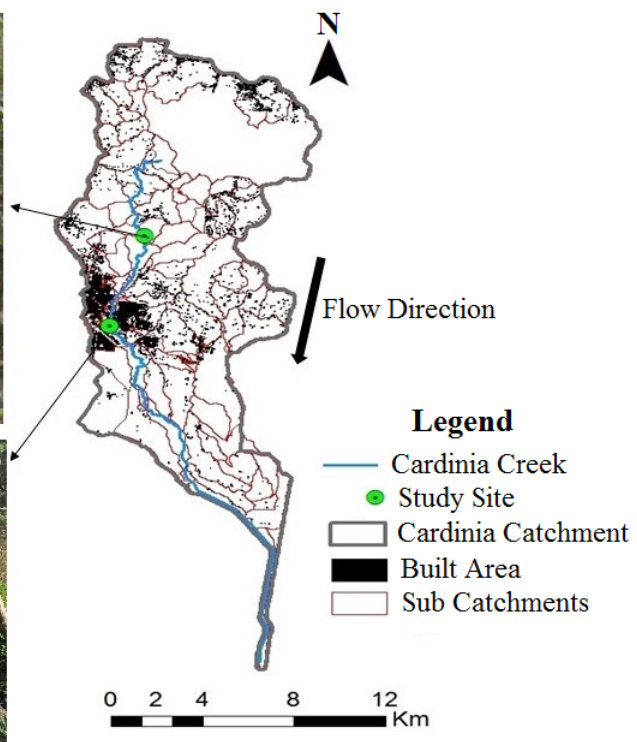 N
Flow Direction
Legend
Cardinia Creek
Study Site
Cardinia Catchment
Built Area
Sub Catchments
0 2 4 8 12
Km